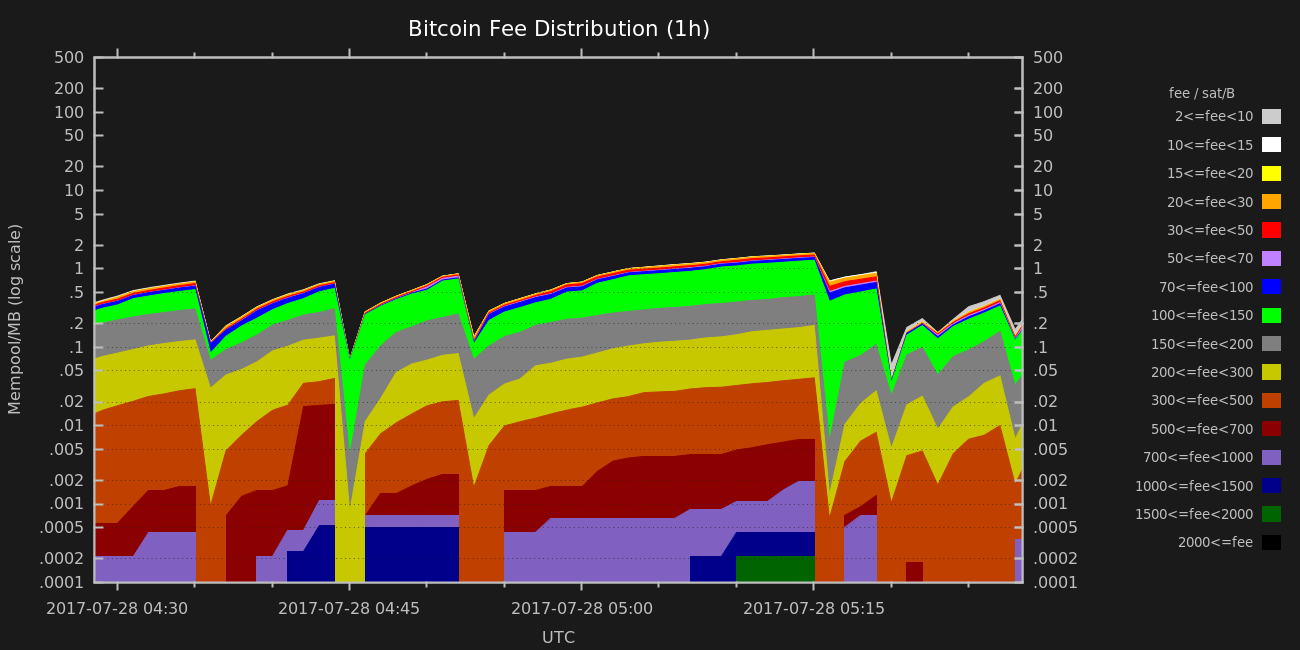 Bitcoin Fee Distribution (1h)
500
200
100
50
20
10
5
2
1
.5
.2
.1
.05
.02
.01
.005
.002
.001
.0005
.0002
.0001
Mempool/MB (log scale)
500
200
100
50
20
10
5
2
1
.5
.2
.1
.05
.02
.01
.005
.002
.001
.0005
.0002
.0001
2017-07-28 04:30
2017-07-28 04:45
2017-07-28 05:00
2017-07-28 05:15
UTC
fee / sat/B
2<=fee<10
10<=fee<15
15<=fee<20
20<=fee<30
30<=fee<50
50<=fee<70
70<=fee<100
100<=fee<150
150<=fee<200
200<=fee<300
300<=fee<500
500<=fee<700
700<=fee<1000
1000<=fee<1500
1500<=fee<2000
2000<=fee